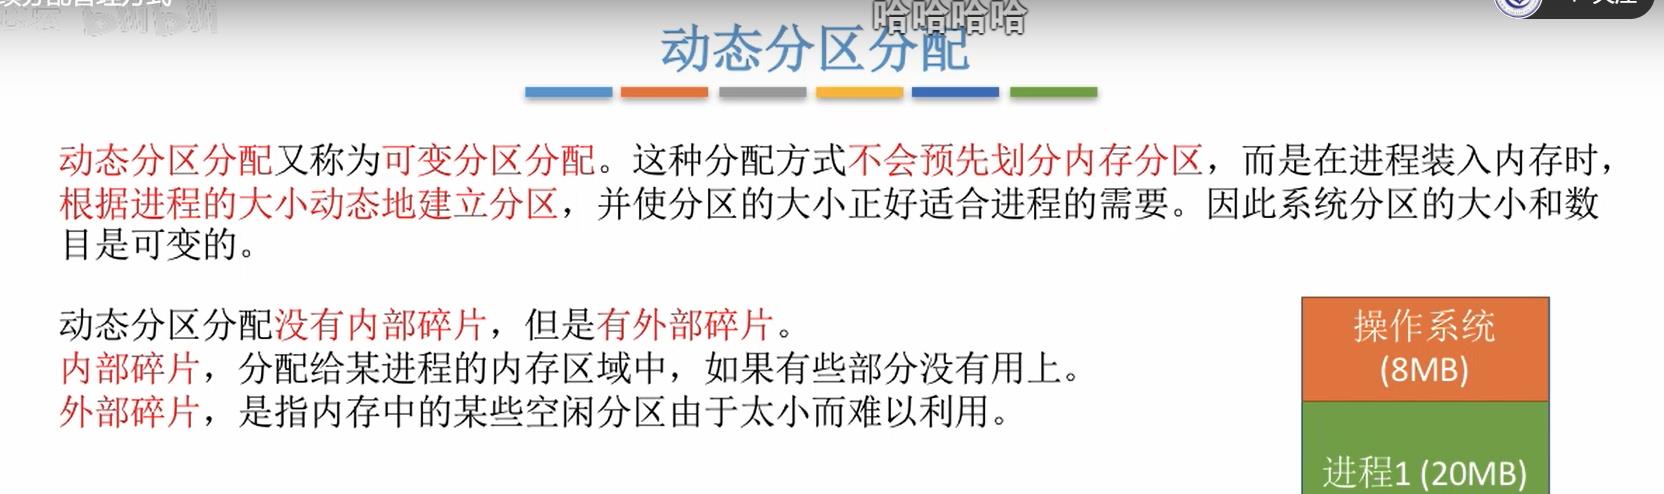 分配管理方式
哈哈哈哈
关注
动态分区分配
动态分区分配又称为可变分区分配。这种分配方式不会预先划分内存分区，而是在进程装入内存时，
根据进程的大小动态地建立分区，并使分区的大小正好适合进程的需要。因此系统分区的大小和数
目是可变的。
动态分区分配没有内部碎片，但是有外部碎片。
内部碎片，分配给某进程的内存区域中，如果有些部分没有用上。
外部碎片，是指内存中的某些空闲分区由于太小而难以利用。
操作系统
(8MB)
进程1 (20MB)